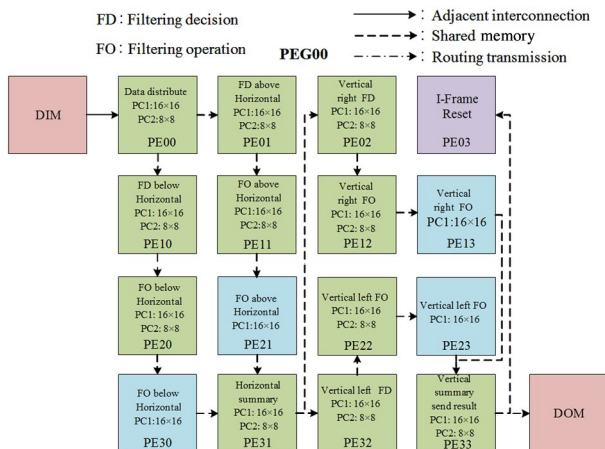 FD : Filtering decision
FO : Filtering operation
PEG00
: Adjacent interconnection
: Shared memory
: Routing transmission
DIM
Data distribute
PC1:16×16
PC2:8×8
PE00
FD above
Horizontal
PC1:16×16
PC2:8×8
PE01
Vertical
right FD
PC1: 16×16
PC2: 8×8
PE02
I-Frame
Reset
PE03
FD below
Horizontal
PC1: 16×16
PC2: 8×8
PE10
FO above
Horizontal
PC1:16×16
PC2:8×8
PE11
Vertical
right FO
PC1: 16×16
PC2: 8×8
PE12
Vertical
right FO
PC1:16×16
PE13
FO below
Horizontal
PC1: 16×16
PC2: 8×8
PE20
FO above
Horizontal
PC1:16×16
PE21
Vertical left FO
PC1: 16×16
PC2: 8×8
PE22
Vertical left FO
PC1: 16×16
PE23
FO below
Horizontal
PC1:16×16
PE30
Horizontal
summary
PC1: 16×16
PC2: 8×8
PE31
Vertical left FD
PC1: 16×16
PC2: 8×8
PE32
Vertical
summary
send result
PC1: 16×16
PC2: 8×8
PE33
DOM